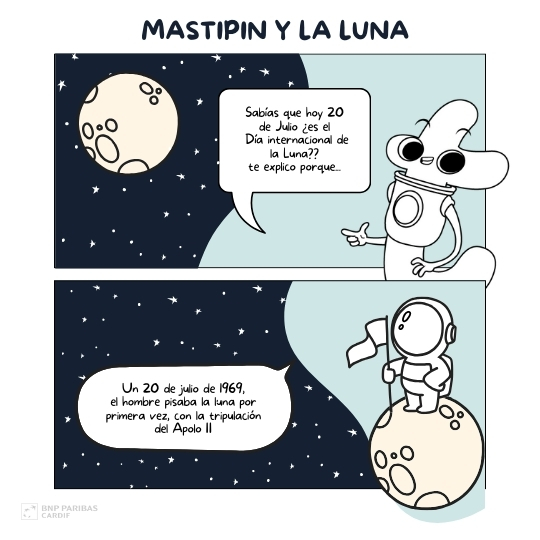 MASTIPIN Y LA LUNA
Sabías que hoy 20
de Julio ¿es el
Día internacional de
la Luna??
te explico porque...
Un 20 de julio de 1969,
el hombre pisaba la luna por
primera vez, con la tripulación
del Apolo 11
BNP PARIBAS
CARDIF